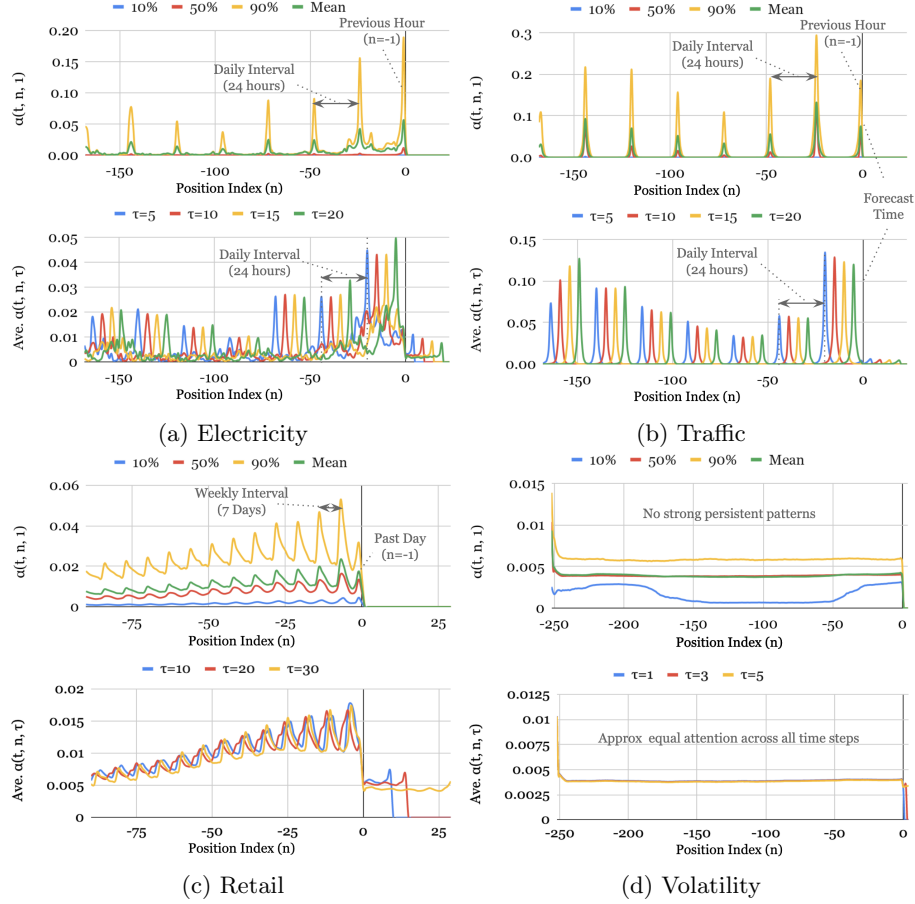 10% 50% 90% Mean
α(t, n, 1)
0.20
0.15
0.10
0.05
0.00
Previous Hour
(n=-1)
Daily Interval
(24 hours)
-150 -100 -50 0
Position Index (n)
τ=5 τ=10 τ=15 τ=20
Ave. α(t, n, τ)
0.05
0.04
0.03
0.02
0.01
0
Daily Interval
(24 hours)
-150 -100 -50 0
Position Index (n)
(a) Electricity
10% 50% 90% Mean
α(t, n, 1)
0.3
0.2
0.1
0.0
Previous Hour
(n=-1)
Daily Interval
(24 hours)
-150 -100 -50 0
Position Index (n)
Forecast
Time
τ=5 τ=10 τ=15 τ=20
Ave. α(t, n, τ)
0.15
0.10
0.05
0.00
Daily Interval
(24 hours)
-150 -100 -50 0
Position Index (n)
(b) Traffic
10% 50% 90% Mean
α(t, n, 1)
0.06
0.04
0.02
0
Weekly Interval
(7 Days)
Past Day
(n=-1)
-75 -50 -25 0 25
Position Index (n)
τ=10 τ=20 τ=30
Ave. α(t, n, τ)
0.02
0.015
0.01
0.005
0
-75 -50 -25 0 25
Position Index (n)
(c) Retail
10% 50% 90% Mean
α(t, n, 1)
0.015
0.01
0.005
0
No strong persistent patterns
-250 -200 -150 -100 -50 0
Position Index (n)
τ=1 τ=3 τ=5
Ave. α(t, n, τ)
0.0125
0.01
0.0075
0.005
0.0025
0
Approx equal attention across all time steps
-250 -200 -150 -100 -50 0
Position Index (n)
(d) Volatility